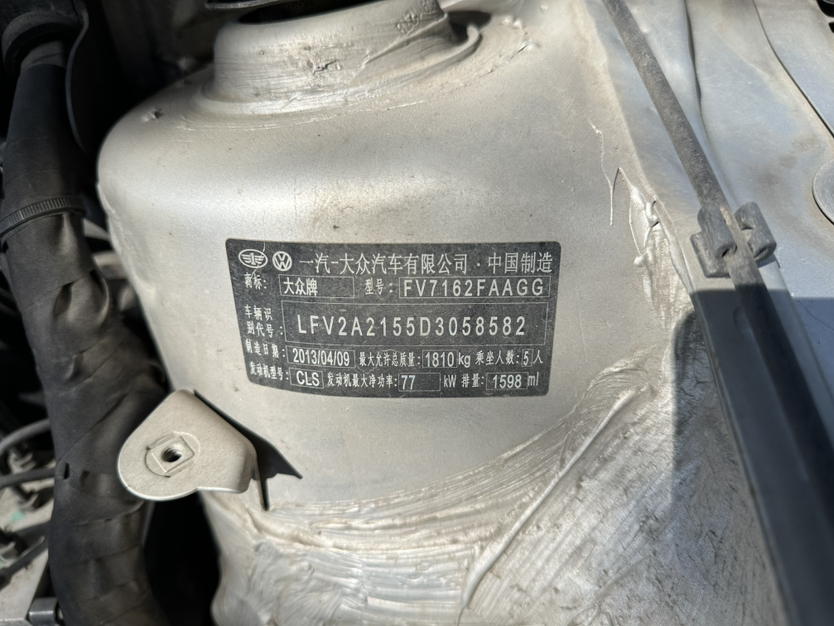 一汽-大众汽车有限公司·中国制造
商标: 大众牌 型号: FV7162FAAGG
车辆识别代号: LFV2A2155D3058582
制造日期: 2013/04/09 最大允许总质量: 1810 kg 乘坐人数: 5 人
发动机型号: CLS 发动机最大净功率: 77 kW 排量: 1598 ml